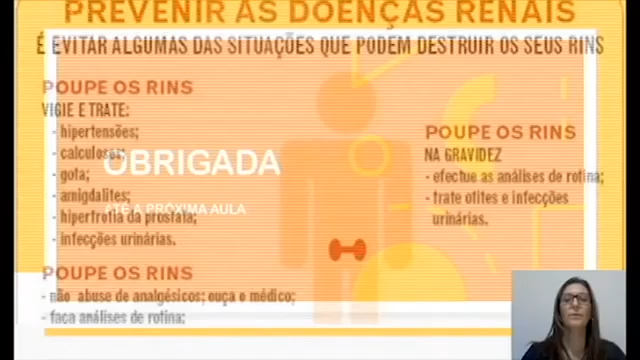 PREVENIR AS DOENÇAS RENAIS
É EVITAR ALGUMAS DAS SITUAÇÕES QUE PODEM DESTRUIR OS SEUS RINS
POUPE OS RINS
VIGIE E TRATE:
- hipertensões;
- calculoses;
- gota;
- amigdalites;
- hipertrofia da prostata;
- infecções urinárias.
OBRIGADA
ATÉ A PRÓXIMA AULA
POUPE OS RINS
- não abuse de analgésicos; ouça o médico;
- faça análises de rotina;
POUPE OS RINS
NA GRAVIDEZ
- efectue as análises de rotina;
- trate otites e infecções
urinárias.